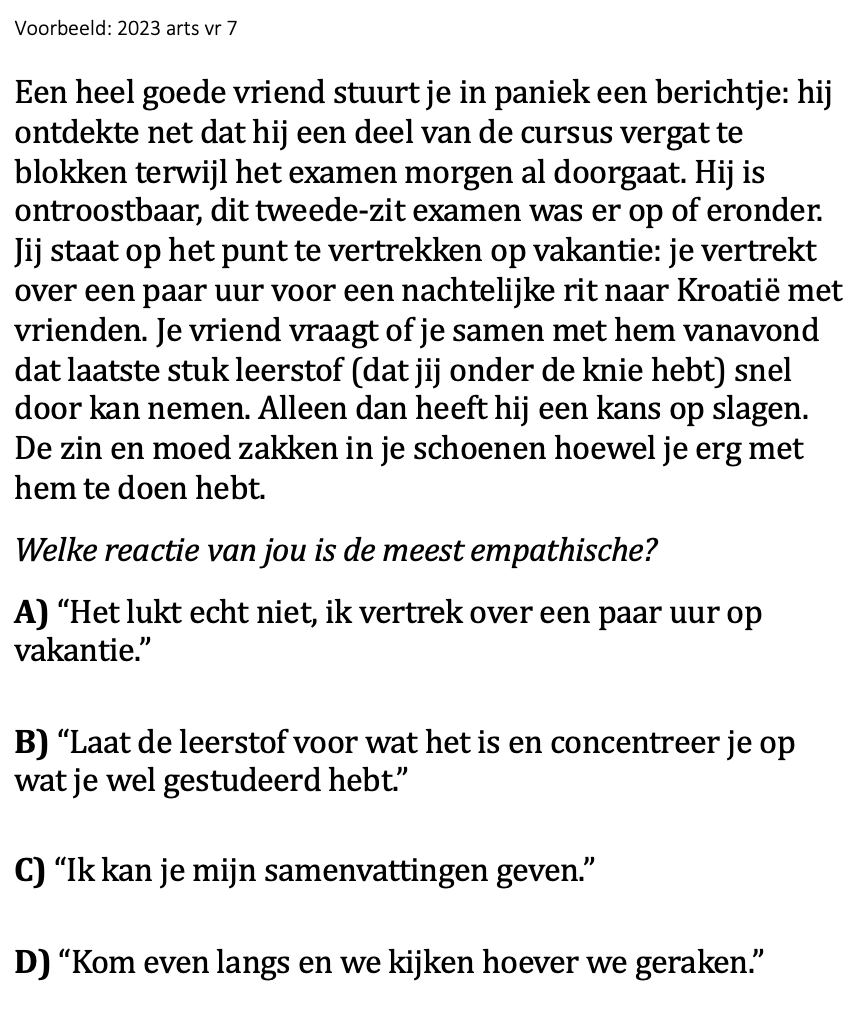 Voorbeeld: 2023 arts vr 7
Een heel goede vriend stuurt je in paniek een berichtje: hij
ontdekte net dat hij een deel van de cursus vergat te
blokken terwijl het examen morgen al doorgaat. Hij is
ontroostbaar, dit tweede-zit examen was er op of eronder.
Jij staat op het punt te vertrekken op vakantie: je vertrekt
over een paar uur voor een nachtelijke rit naar Kroatië met
vrienden. Je vriend vraagt of je samen met hem vanavond
dat laatste stuk leerstof (dat jij onder de knie hebt) snel
door kan nemen. Alleen dan heeft hij een kans op slagen.
De zin en moed zakken in je schoenen hoewel je erg met
hem te doen hebt.
Welke reactie van jou is de meest empathische?
A) “Het lukt echt niet, ik vertrek over een paar uur op
vakantie.”
B) “Laat de leerstof voor wat het is en concentreer je op
wat je wel gestudeerd hebt.”
C) “Ik kan je mijn samenvattingen geven.”
D) “Kom even langs en we kijken hoever we geraken.”